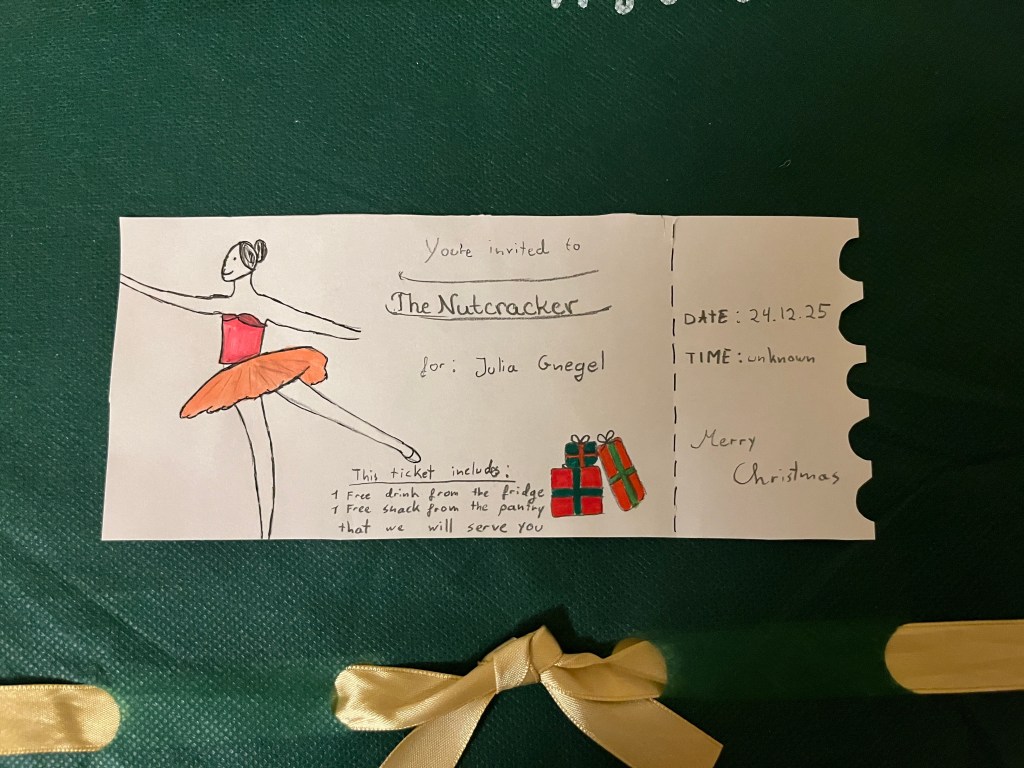 You're invited to
The Nutcracker
for: Julia Gnegel
This ticket includes:
1 Free drink from the fridge
1 Free snack from the pantry
that we will serve you
DATE: 24.12.25
TIME: unknown
Merry
Christmas